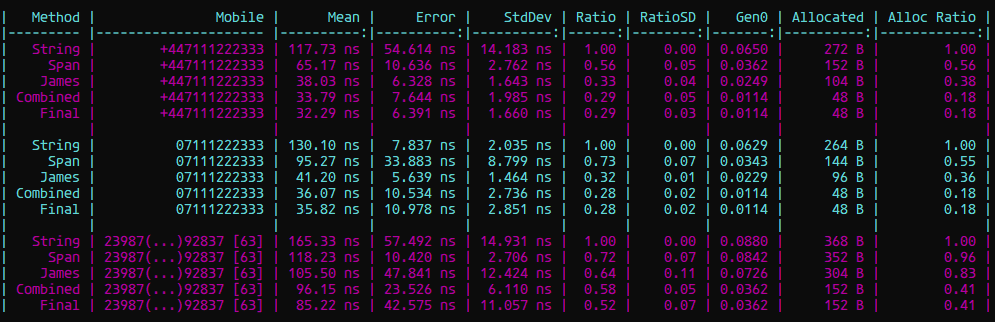 | Method | Mobile | Mean | Error | StdDev | Ratio | RatioSD | Gen0 | Allocated | Alloc Ratio |
|--------- |--------------------- |----------:|----------:|----------:|------:|--------:|-------:|----------:|------------:|
| String | +447111222333 | 117.73 ns | 54.614 ns | 14.183 ns | 1.00 | 0.00 | 0.0650 | 272 B | 1.00 |
| Span | +447111222333 | 65.17 ns | 10.636 ns | 2.762 ns | 0.56 | 0.05 | 0.0362 | 152 B | 0.56 |
| James | +447111222333 | 38.03 ns | 6.328 ns | 1.643 ns | 0.33 | 0.04 | 0.0249 | 104 B | 0.38 |
| Combined | +447111222333 | 33.79 ns | 7.644 ns | 1.985 ns | 0.29 | 0.05 | 0.0114 | 48 B | 0.18 |
| Final | +447111222333 | 32.29 ns | 6.391 ns | 1.660 ns | 0.29 | 0.03 | 0.0114 | 48 B | 0.18 |
| | | | | | | | | | |
| String | 07111222333 | 130.10 ns | 7.837 ns | 2.035 ns | 1.00 | 0.00 | 0.0629 | 264 B | 1.00 |
| Span | 07111222333 | 95.27 ns | 33.883 ns | 8.799 ns | 0.73 | 0.07 | 0.0343 | 144 B | 0.55 |
| James | 07111222333 | 41.20 ns | 5.639 ns | 1.464 ns | 0.32 | 0.01 | 0.0229 | 96 B | 0.36 |
| Combined | 07111222333 | 36.07 ns | 10.534 ns | 2.736 ns | 0.28 | 0.02 | 0.0114 | 48 B | 0.18 |
| Final | 07111222333 | 35.82 ns | 10.978 ns | 2.851 ns | 0.28 | 0.02 | 0.0114 | 48 B | 0.18 |
| | | | | | | | | | |
| String | 23987(...)92837 [63] | 165.33 ns | 57.492 ns | 14.931 ns | 1.00 | 0.00 | 0.0880 | 368 B | 1.00 |
| Span | 23987(...)92837 [63] | 118.23 ns | 10.420 ns | 2.706 ns | 0.72 | 0.07 | 0.0842 | 352 B | 0.96 |
| James | 23987(...)92837 [63] | 105.50 ns | 47.841 ns | 12.424 ns | 0.64 | 0.11 | 0.0726 | 304 B | 0.83 |
| Combined | 23987(...)92837 [63] | 96.15 ns | 23.526 ns | 6.110 ns | 0.58 | 0.05 | 0.0362 | 152 B | 0.41 |
| Final | 23987(...)92837 [63] | 85.22 ns | 42.575 ns | 11.057 ns | 0.52 | 0.07 | 0.0362 | 152 B | 0.41 |